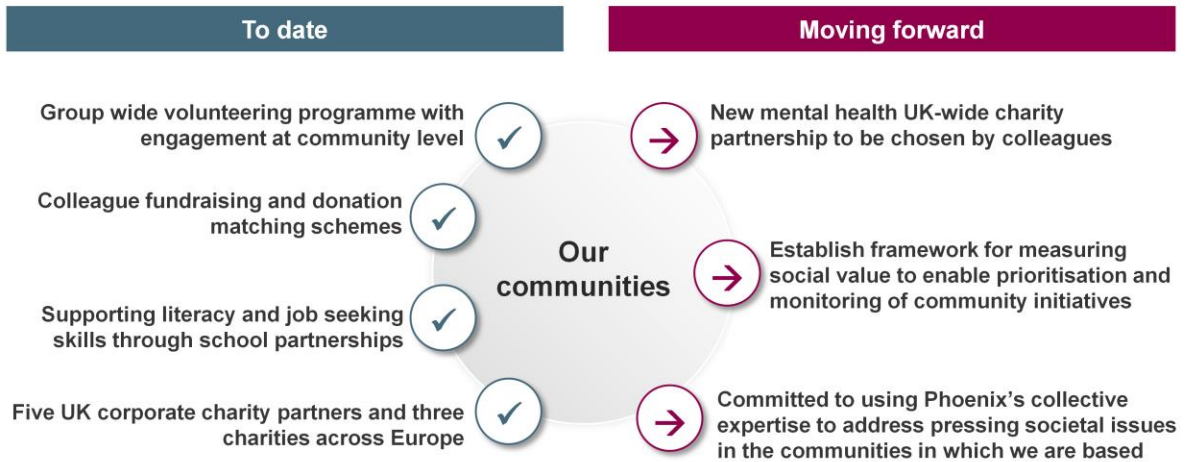 To date
Moving forward
Group wide volunteering programme with
engagement at community level
Colleague fundraising and donation
matching schemes
Supporting literacy and job seeking
skills through school partnerships
Five UK corporate charity partners and three
charities across Europe
Our
communities
New mental health UK-wide charity
partnership to be chosen by colleagues
Establish framework for measuring
social value to enable prioritisation and
monitoring of community initiatives
Committed to using Phoenix’s collective
expertise to address pressing societal issues
in the communities in which we are based